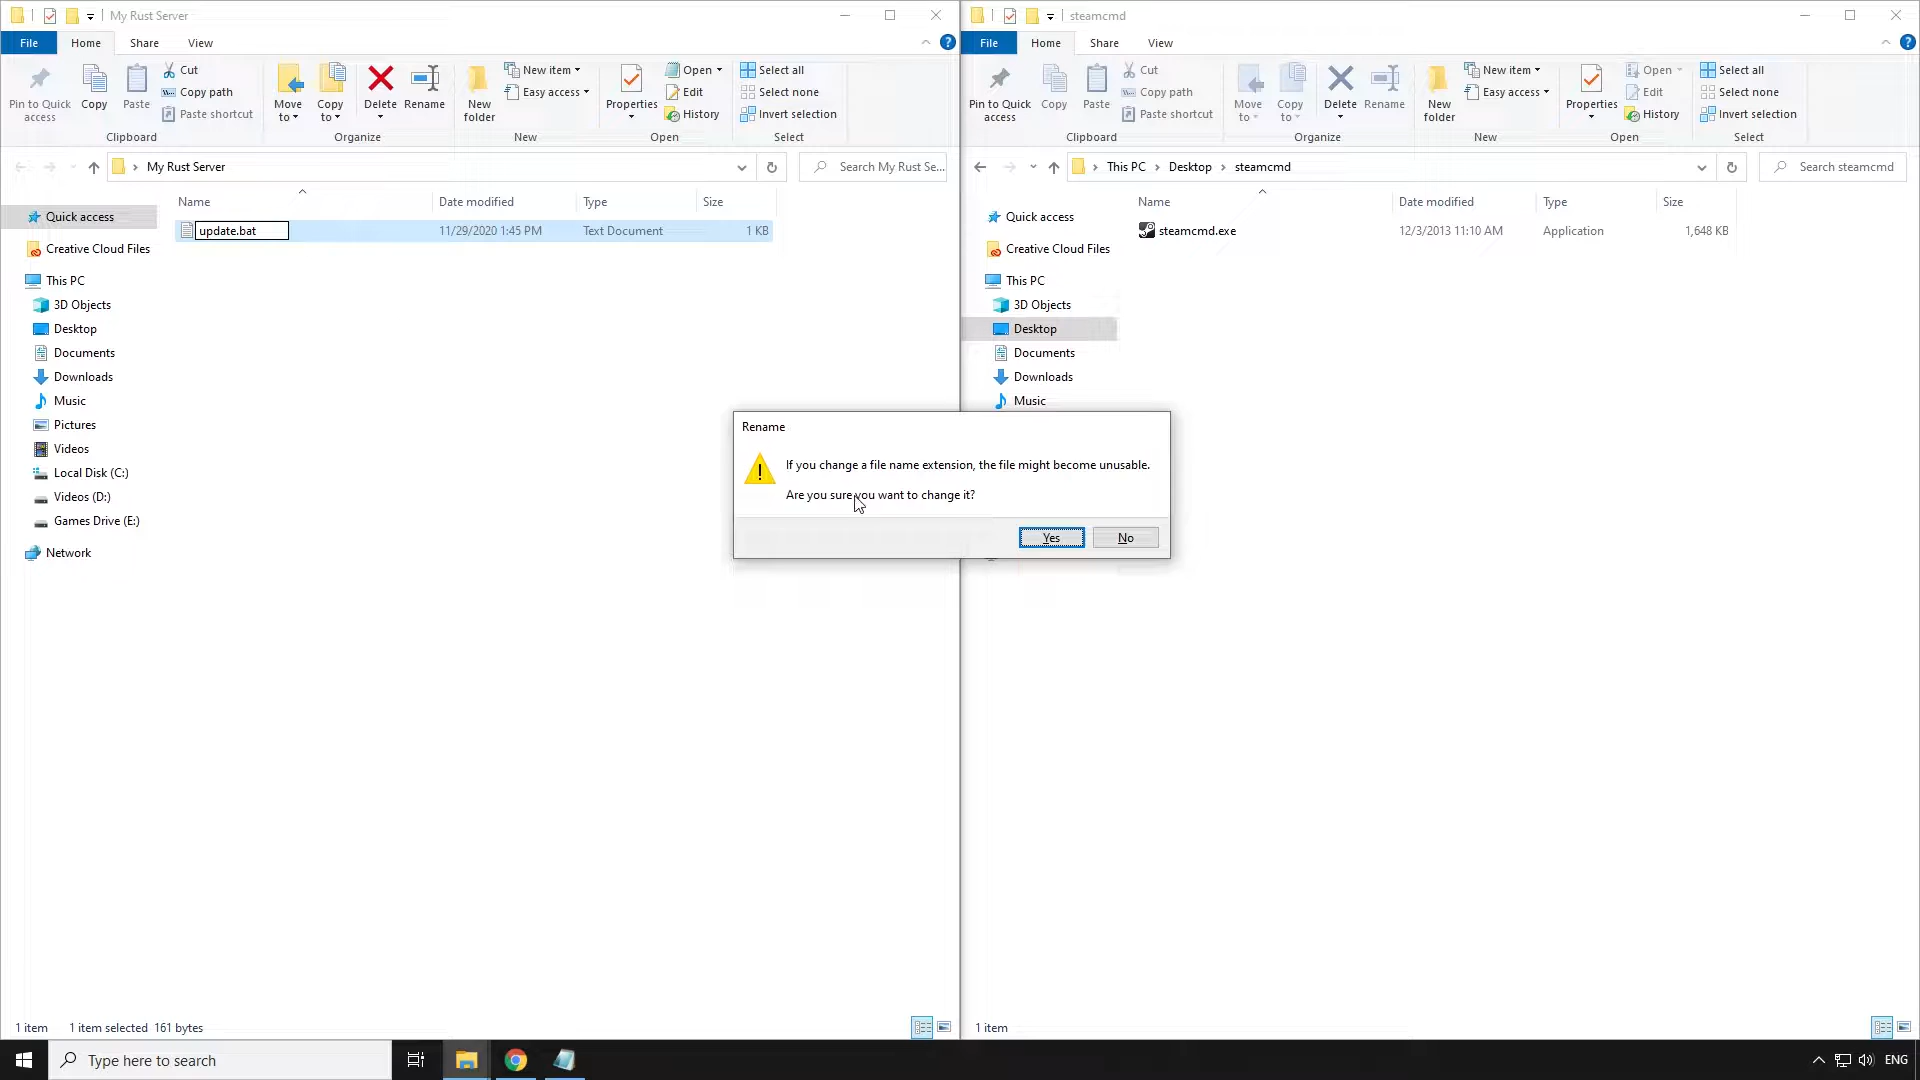 My Rust Server
File
Home
Share
View
Pin to Quick access
Copy
Paste
Cut
Copy path
Paste shortcut
Clipboard
Move to
Copy to
Delete
Rename
Organize
New folder
New item
Easy access
New
Properties
Open
Edit
History
Open
Select all
Select none
Invert selection
Select
My Rust Server
Search My Rust Se...
Name
Date modified
Type
Size
update.bat
11/29/2020 1:45 PM
Text Document
1 KB
Quick access
Creative Cloud Files
This PC
3D Objects
Desktop
Documents
Downloads
Music
Pictures
Videos
Local Disk (C:)
Videos (D:)
Games Drive (E:)
Network
1 item
1 item selected 161 bytes
steamcmd
File
Home
Share
View
Pin to Quick access
Copy
Paste
Cut
Copy path
Paste shortcut
Clipboard
Move to
Copy to
Delete
Rename
Organize
New folder
New item
Easy access
New
Properties
Open
Edit
History
Open
Select all
Select none
Invert selection
Select
This PC > Desktop > steamcmd
Search steamcmd
Name
Date modified
Type
Size
steamcmd.exe
12/3/2013 11:10 AM
Application
1,648 KB
Quick access
Creative Cloud Files
This PC
3D Objects
Desktop
Documents
Downloads
Music
1 item
Rename
If you change a file name extension, the file might become unusable.
Are you sure you want to change it?
Yes
No
Type here to search
ENG